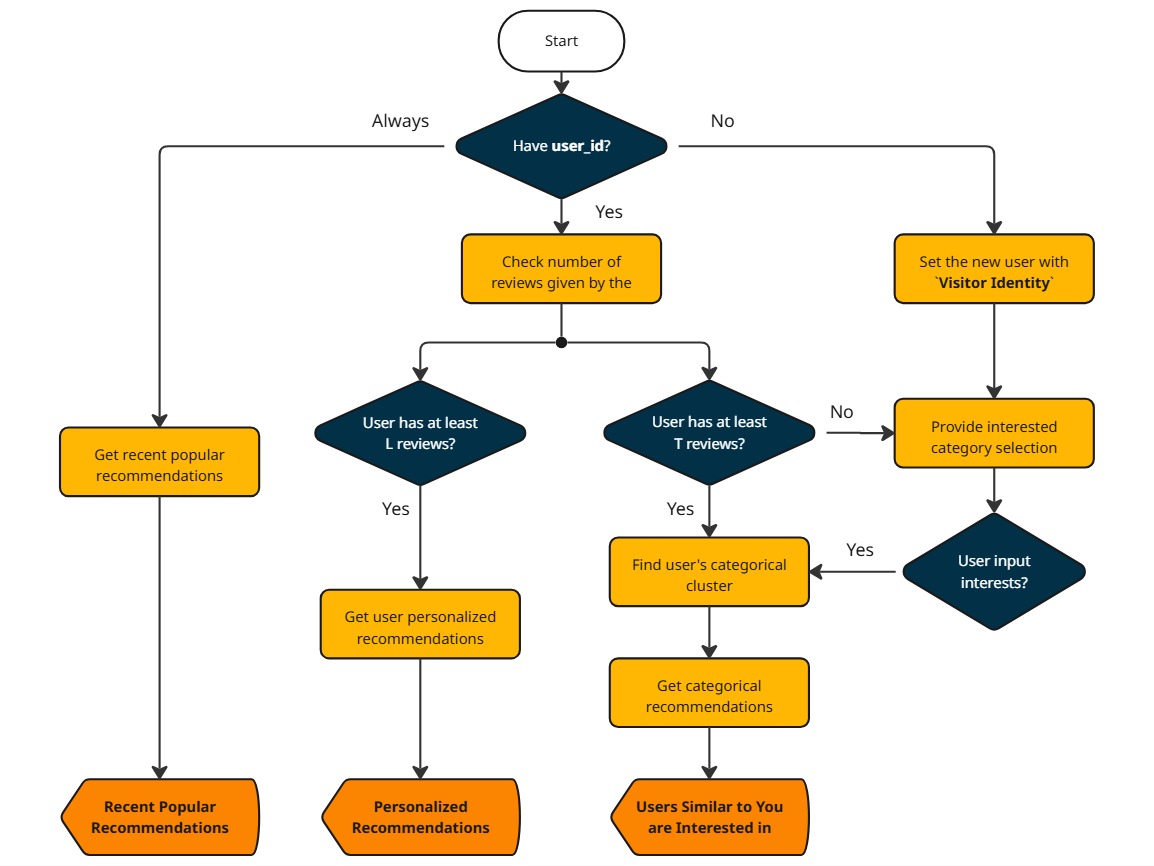 Start
Always
Have user_id?
No
Yes
Check number of
reviews given by the
Set the new user with
`Visitor Identity`
User has at least
L reviews?
User has at least
T reviews?
No
Provide interested
category selection
Get recent popular
recommendations
Yes
Yes
Yes
User input
interests?
Find user's categorical
cluster
Get user personalized
recommendations
Get categorical
recommendations
Recent Popular
Recommendations
Personalized
Recommendations
Users Similar to You
are Interested in